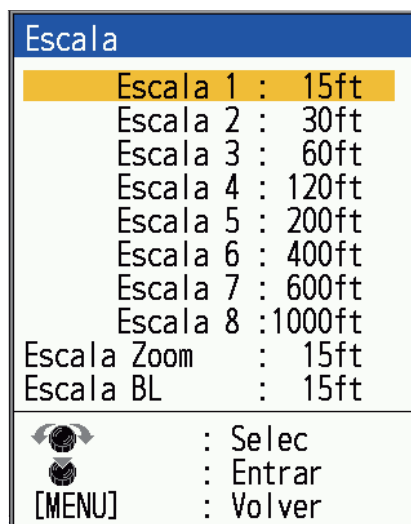 Escala
Escala 1 : 15ft
Escala 2 : 30ft
Escala 3 : 60ft
Escala 4 : 120ft
Escala 5 : 200ft
Escala 6 : 400ft
Escala 7 : 600ft
Escala 8 :1000ft
Escala Zoom : 15ft
Escala BL : 15ft
: Selec
: Entrar
[MENU] : Volver